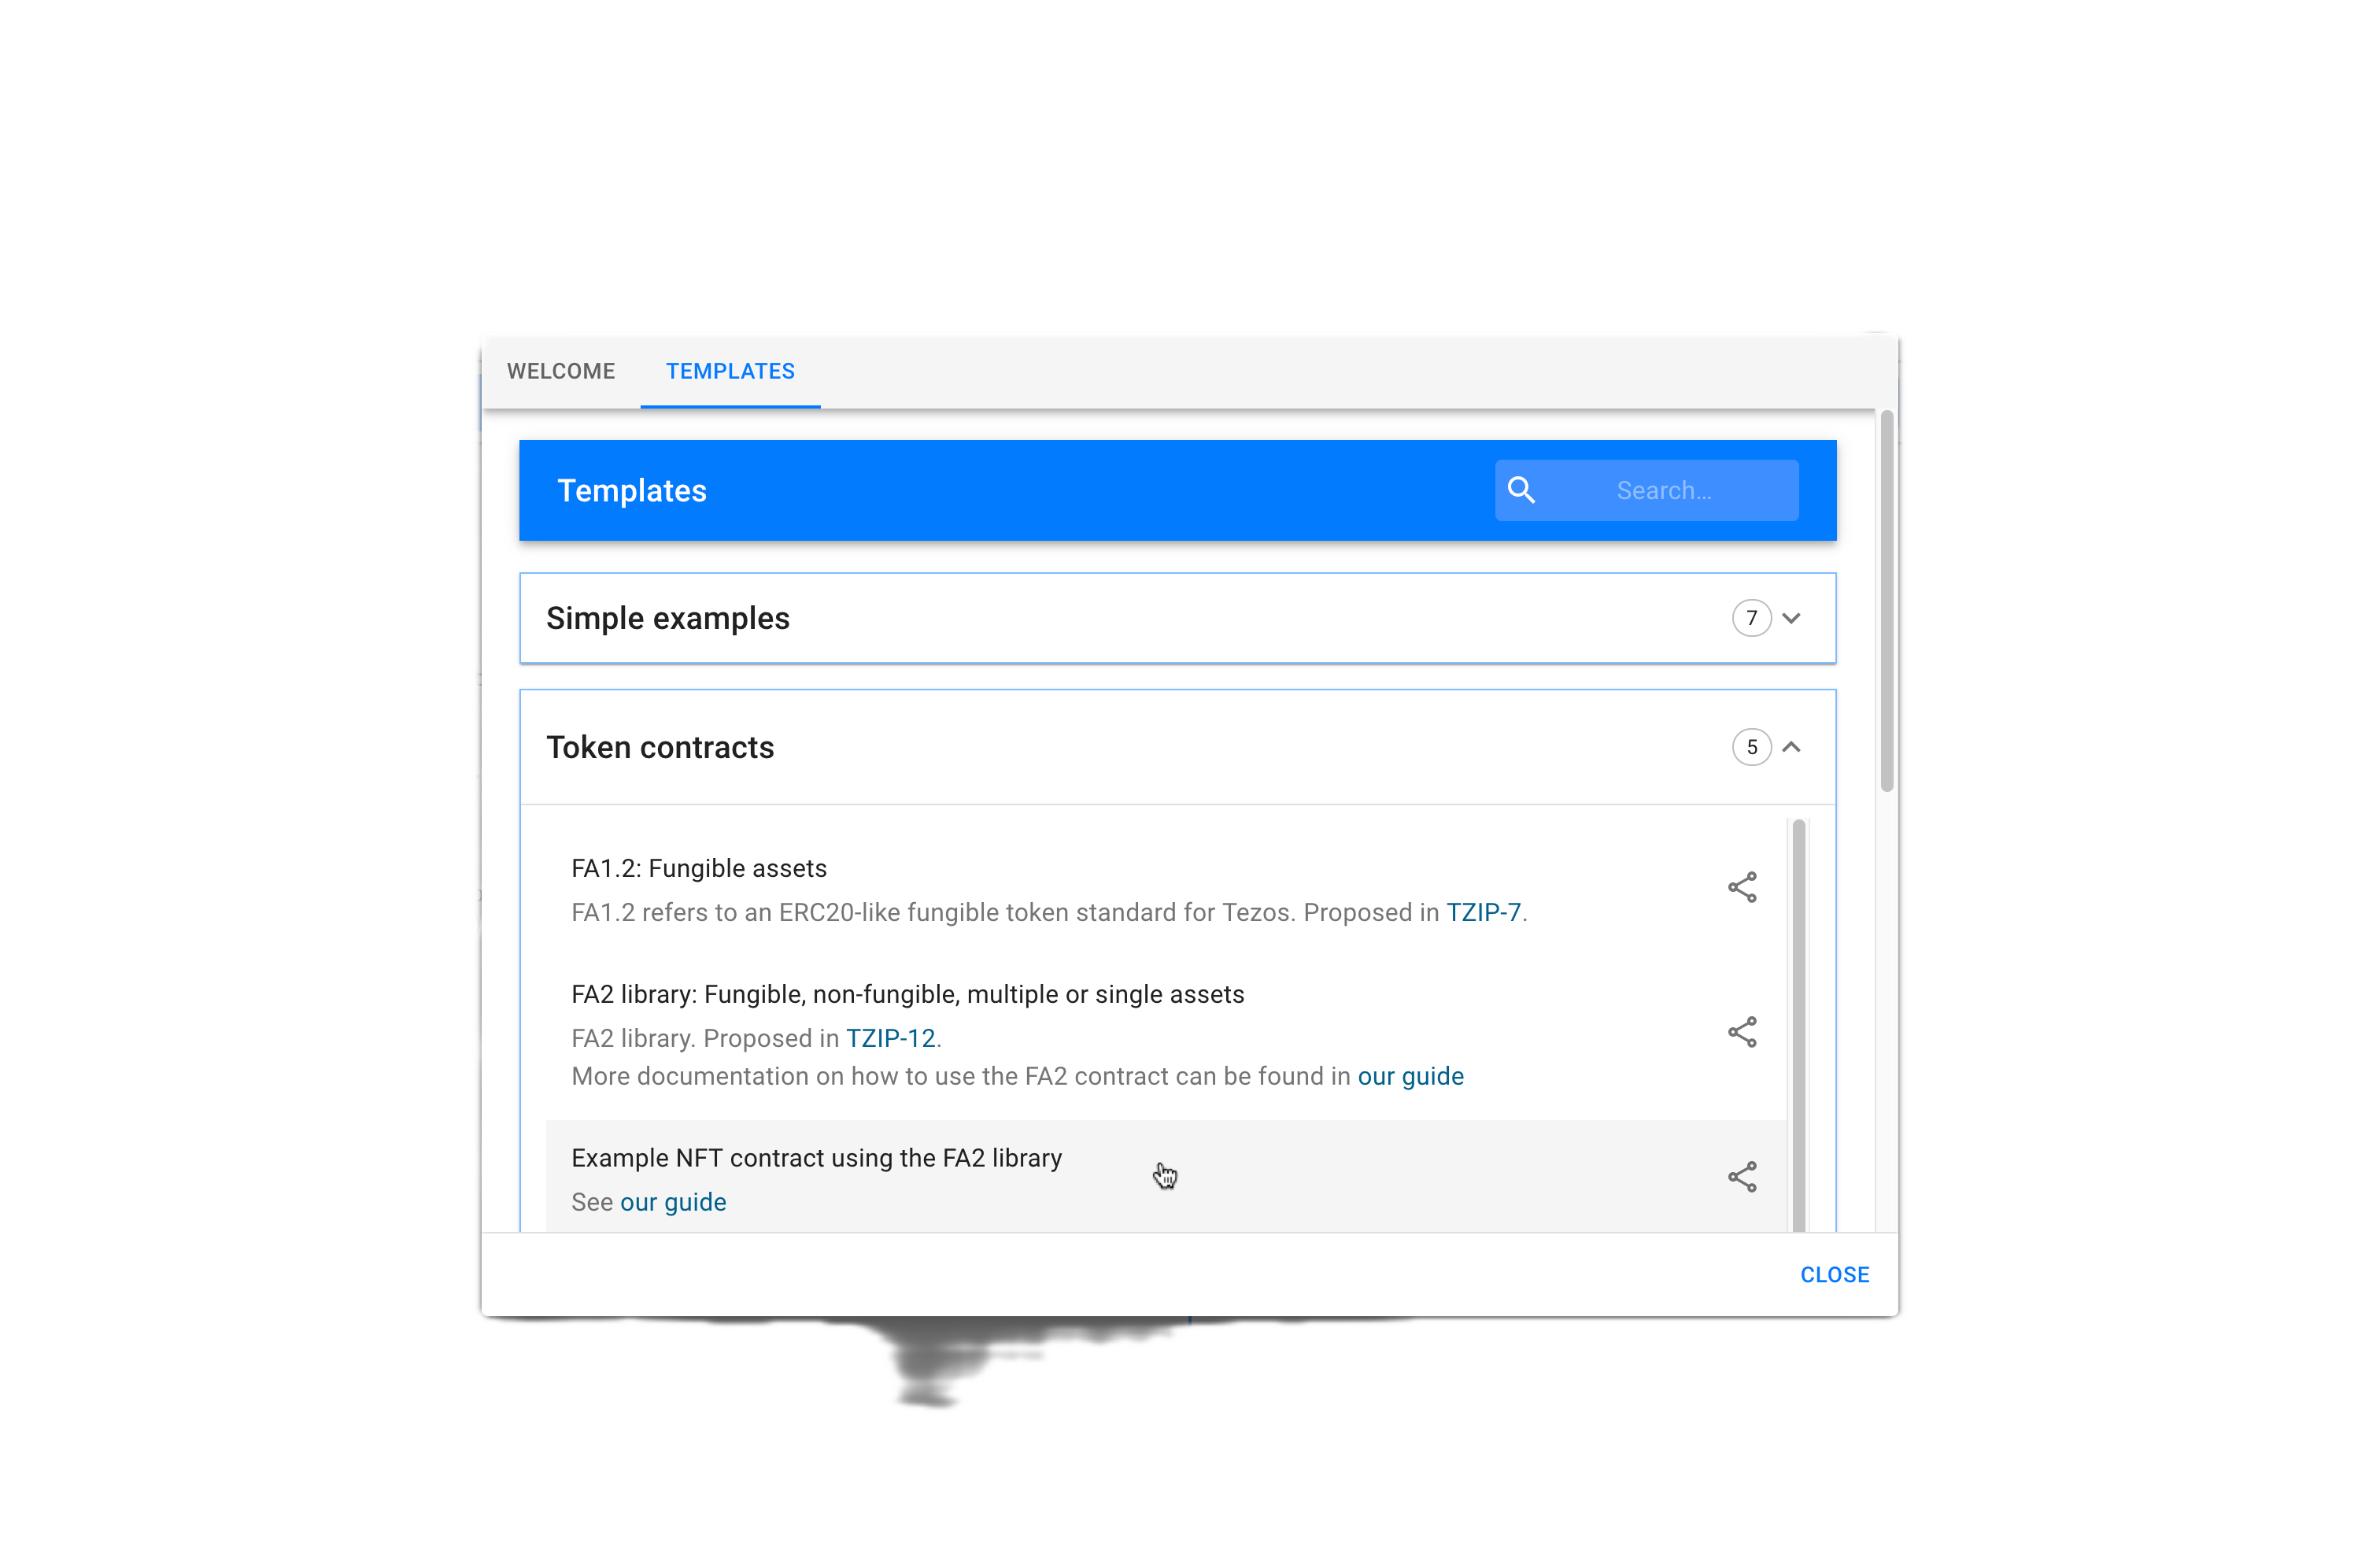 WELCOME TEMPLATES
Templates Search...
Simple examples 7
Token contracts 5
FA1.2: Fungible assets
FA1.2 refers to an ERC20-like fungible token standard for Tezos. Proposed in TZIP-7.
FA2 library: Fungible, non-fungible, multiple or single assets
FA2 library. Proposed in TZIP-12.
More documentation on how to use the FA2 contract can be found in our guide
Example NFT contract using the FA2 library
See our guide
CLOSE